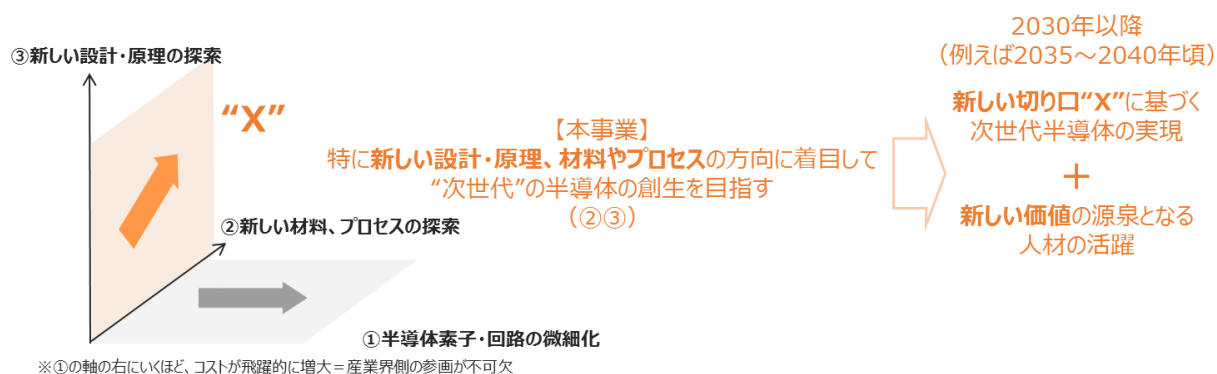 ③新しい設計・原理の探索
“X”
②新しい材料、プロセスの探索
①半導体素子・回路の微細化
※①の軸の右にいくほど、コストが飛躍的に増大＝産業界側の参画が不可欠
【本事業】
特に新しい設計・原理、材料やプロセスの方向に着目して
“次世代”の半導体の創生を目指す
（②③）
2030年以降
（例えば2035～2040年頃）
新しい切り口“X”に基づく
次世代半導体の実現
＋
新しい価値の源泉となる
人材の活躍